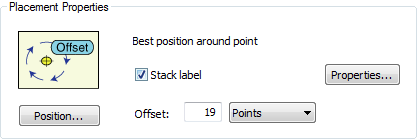 Placement Properties
Offset
Best position around point
Stack label
Properties...
Position...
Offset: 19 Points